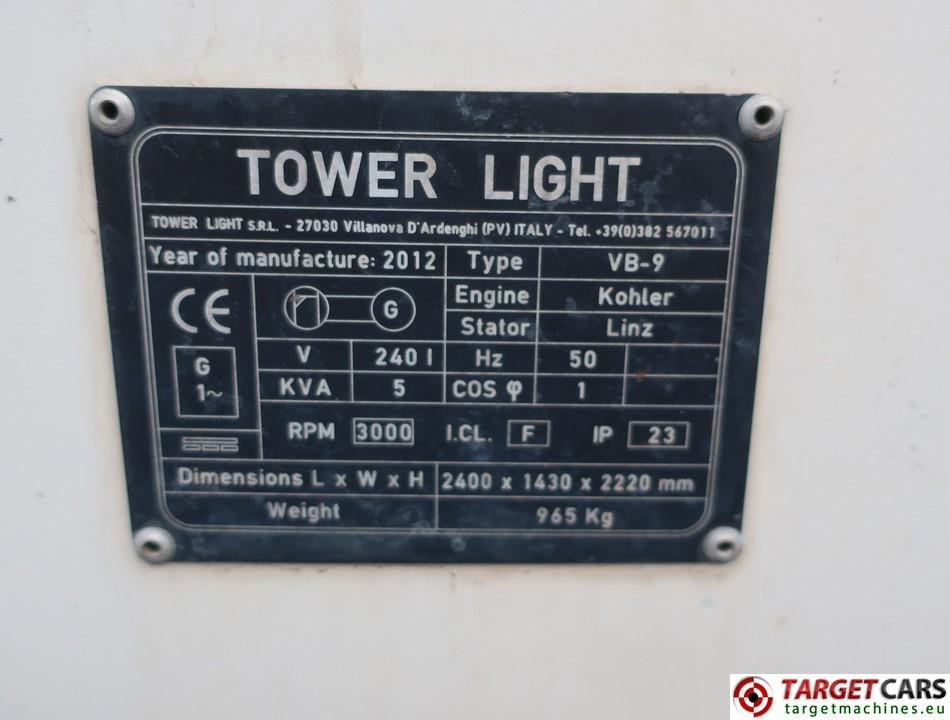 TOWER LIGHT
TOWER LIGHT S.R.L. - 27030 Villanova D'Ardenghi (PV) ITALY - Tel. +39(0)382 567011
Year of manufacture: 2012 Type VB-9
CE G Engine Kohler
Stator Linz
G 1~ V 240 I Hz 50
KVA 5 COS φ 1
RPM 3000 I.CL. F IP 23
Dimensions L x W x H 2400 x 1430 x 2220 mm
Weight 965 Kg
TARGETCARS
targetmachines.eu